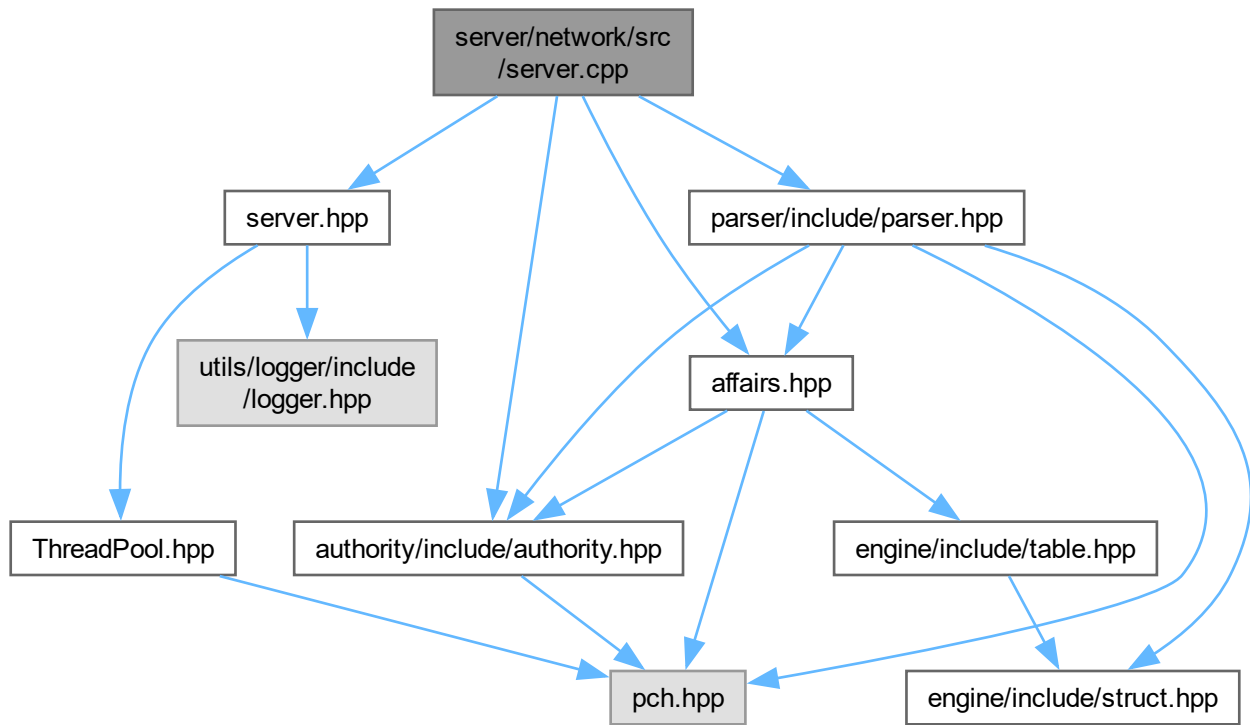 server/network/src
/server.cpp
server.hpp
parser/include/parser.hpp
utils/logger/include
/logger.hpp
affairs.hpp
ThreadPool.hpp
authority/include/authority.hpp
engine/include/table.hpp
pch.hpp
engine/include/struct.hpp